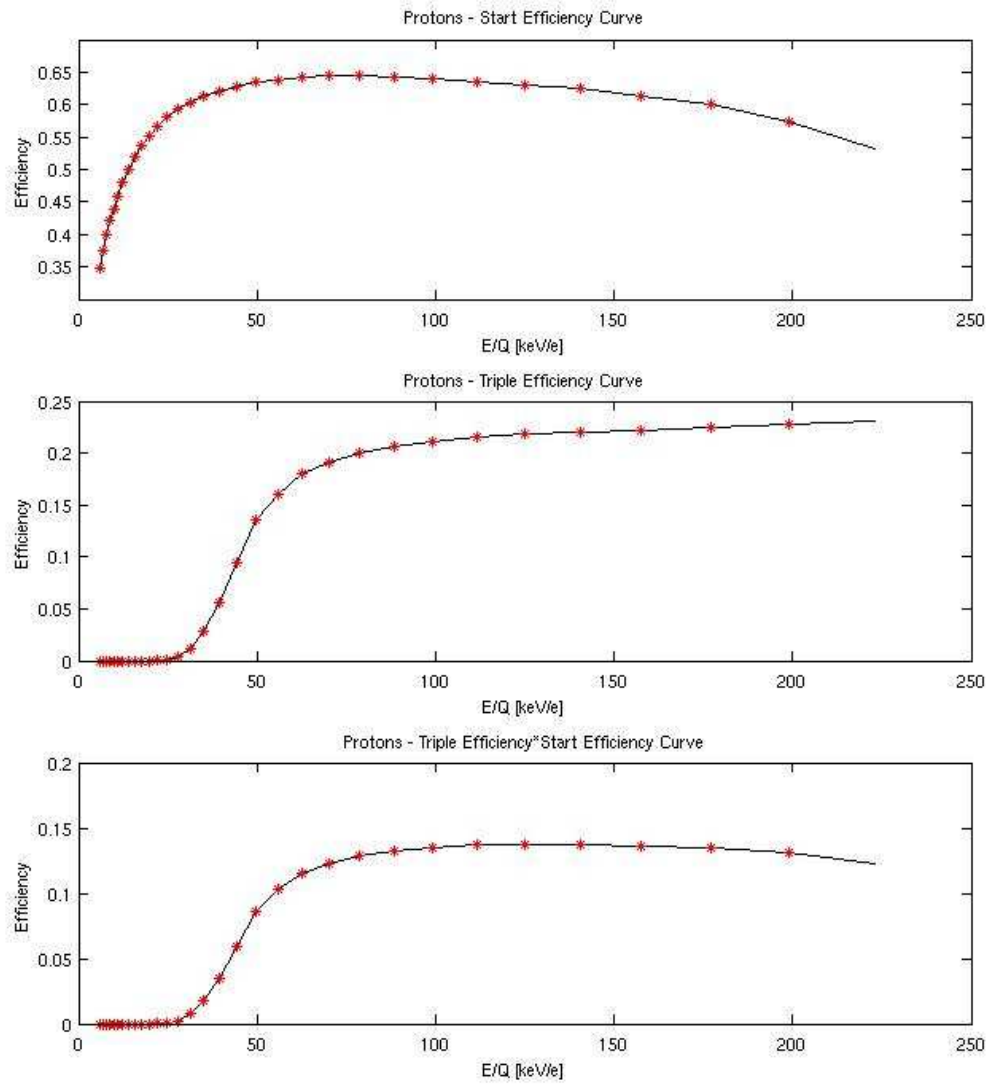 Protons - Start Efficiency Curve
0.65
0.6
0.55
0.5
0.45
0.4
0.35
Efficiency
0 50 100 150 200 250
E/Q [keV/e]
Protons - Triple Efficiency Curve
0.25
0.2
0.15
0.1
0.05
0
Efficiency
0 50 100 150 200 250
E/Q [keV/e]
Protons - Triple Efficiency*Start Efficiency Curve
0.2
0.15
0.1
0.05
0
Efficiency
0 50 100 150 200 250
E/Q [keV/e]